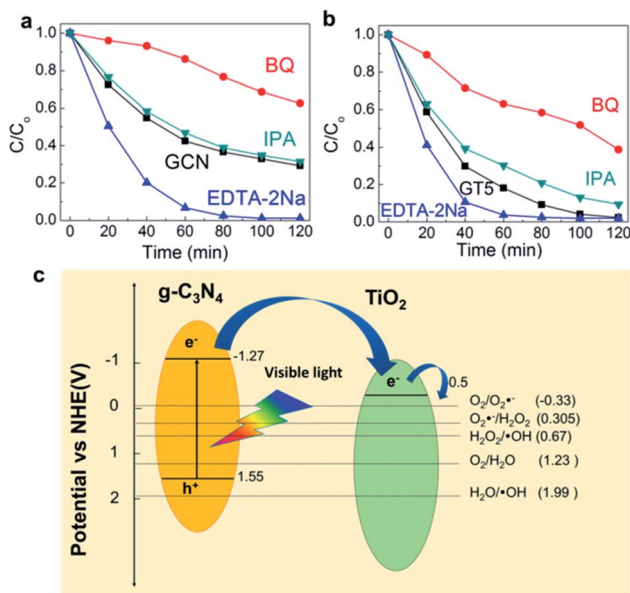 a
1.0
0.8
0.6
0.4
0.2
0.0
C/C₀
BQ
IPA
GCN
EDTA-2Na
0 20 40 60 80 100 120
Time (min)
b
1.0
0.8
0.6
0.4
0.2
0.0
C/C₀
BQ
IPA
GT5
EDTA-2Na
0 20 40 60 80 100 120
Time (min)
c
Potential vs NHE(V)
-1
0
1
2
g-C₃N₄
e⁻
-1.27
h⁺
1.55
Visible light
TiO₂
e⁻
0.5
O₂/O₂•⁻ (-0.33)
O₂•⁻/H₂O₂ (0.305)
H₂O₂/•OH (0.67)
O₂/H₂O (1.23)
H₂O/•OH (1.99)